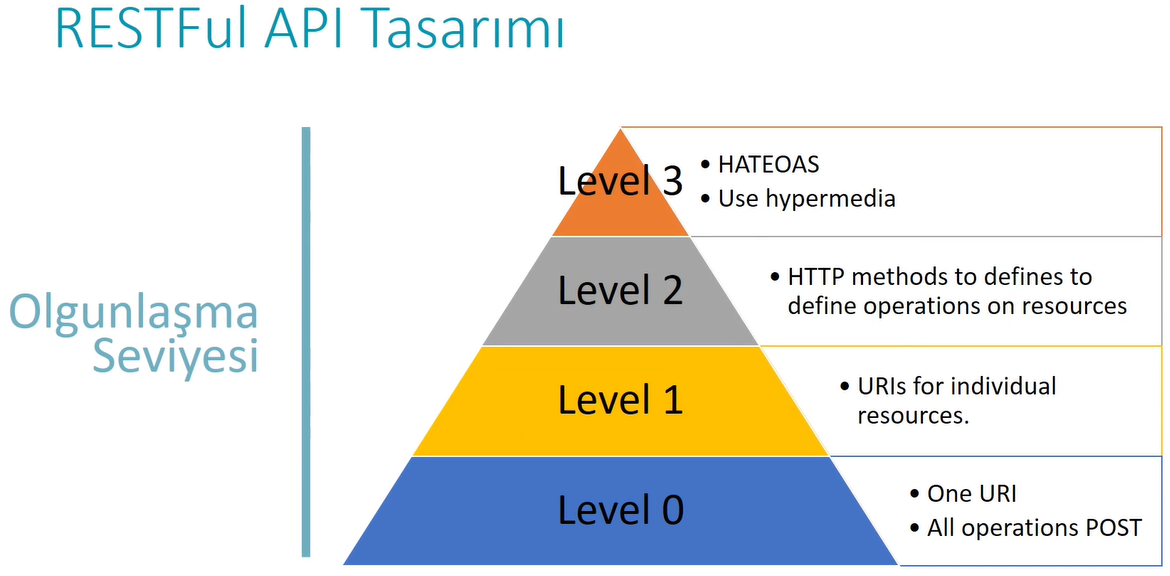 RESTFul API Tasarımı
Olgunlaşma
Seviyesi
Level 3
• HATEOAS
• Use hypermedia
Level 2
• HTTP methods to defines to
define operations on resources
Level 1
• URIs for individual
resources.
Level 0
• One URI
• All operations POST